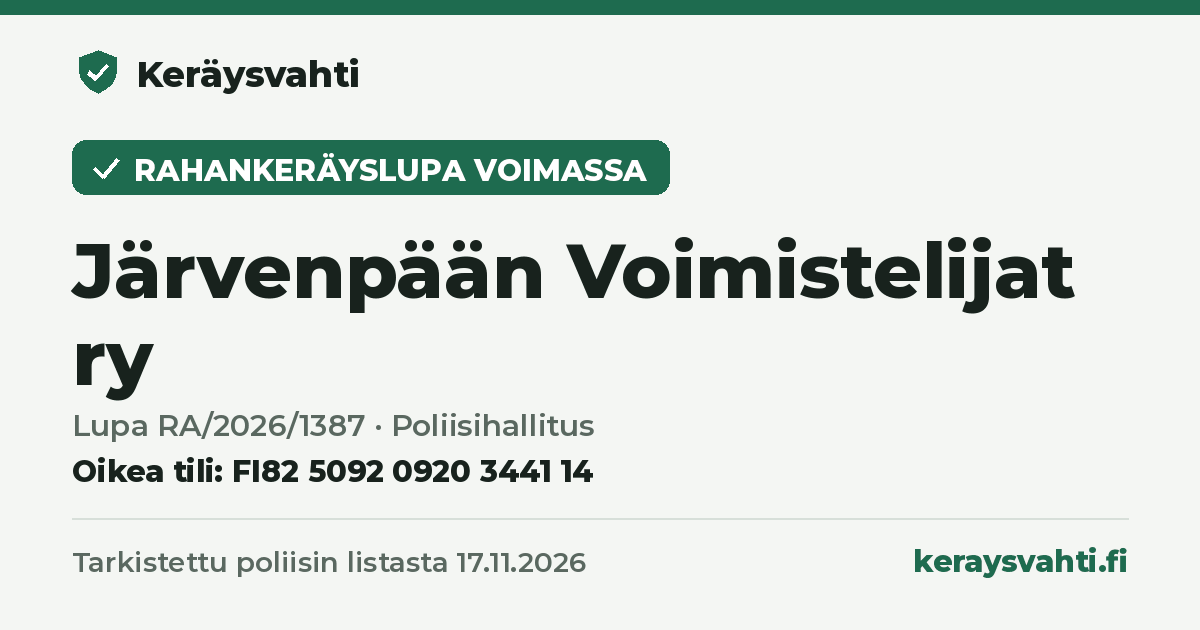 Keräysvahti
RAHANKERÄYSLUPA VOIMASSA
Järvenpään Voimistelijat
ry
Lupa RA/2026/1387 · Poliisihallitus
Oikea tili: FI82 5092 0920 3441 14
Tarkistettu poliisin listasta 17.11.2026
keraysvahti.fi